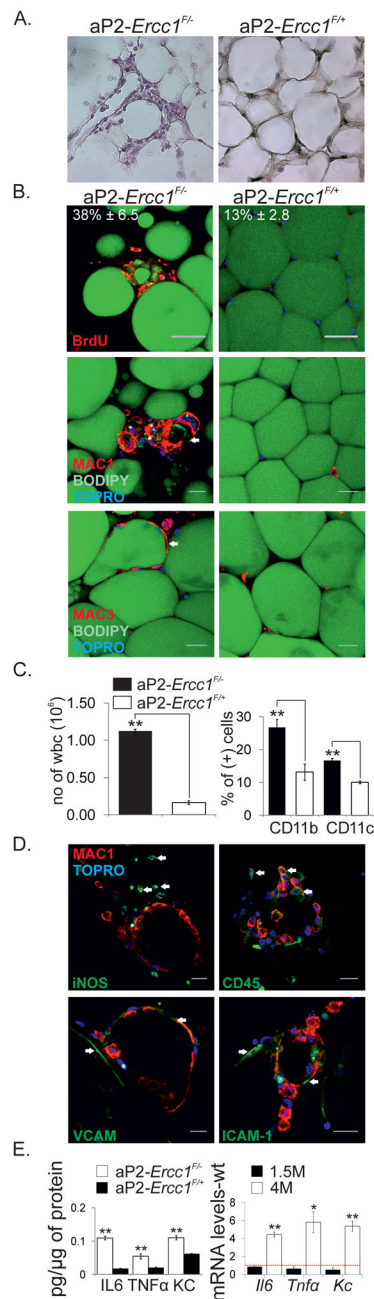 A.
aP2-Ercc1F/- aP2-Ercc1F/+
B.
aP2-Ercc1F/- aP2-Ercc1F/+
38% ± 6.5 13% ± 2.8
BrdU
MAC1
BODIPY
TOPRO
MAC3
BODIPY
TOPRO
C.
aP2-Ercc1F/-
aP2-Ercc1F/+
no of wbc (10^6)
1.00
0.50
0.00
**
% of (+) cells
30
20
10
0
** **
CD11b CD11c
D.
MAC1
TOPRO
iNOS CD45
VCAM ICAM-1
E.
aP2-Ercc1F/-
aP2-Ercc1F/+
pg/µg of protein
0.2
0.1
0
** ** **
IL6 TNFα KC
1.5M
4M
mRNA levels-wt
8
6
4
2
0
** * **
Il6 Tnfα Kc